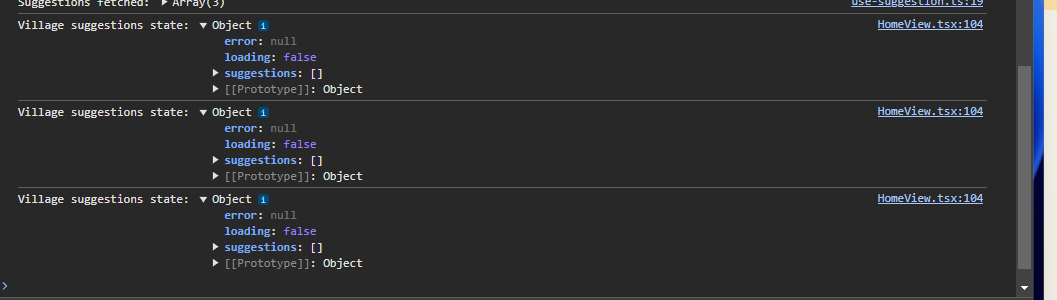 Suggestions fetched: ▶ Array(3) use-suggestion.ts:19
Village suggestions state: ▼ Object i HomeView.tsx:104
error: null
loading: false
▶ suggestions: []
▶ [[Prototype]]: Object
Village suggestions state: ▼ Object i HomeView.tsx:104
error: null
loading: false
▶ suggestions: []
▶ [[Prototype]]: Object
Village suggestions state: ▼ Object i HomeView.tsx:104
error: null
loading: false
▶ suggestions: []
▶ [[Prototype]]: Object
>